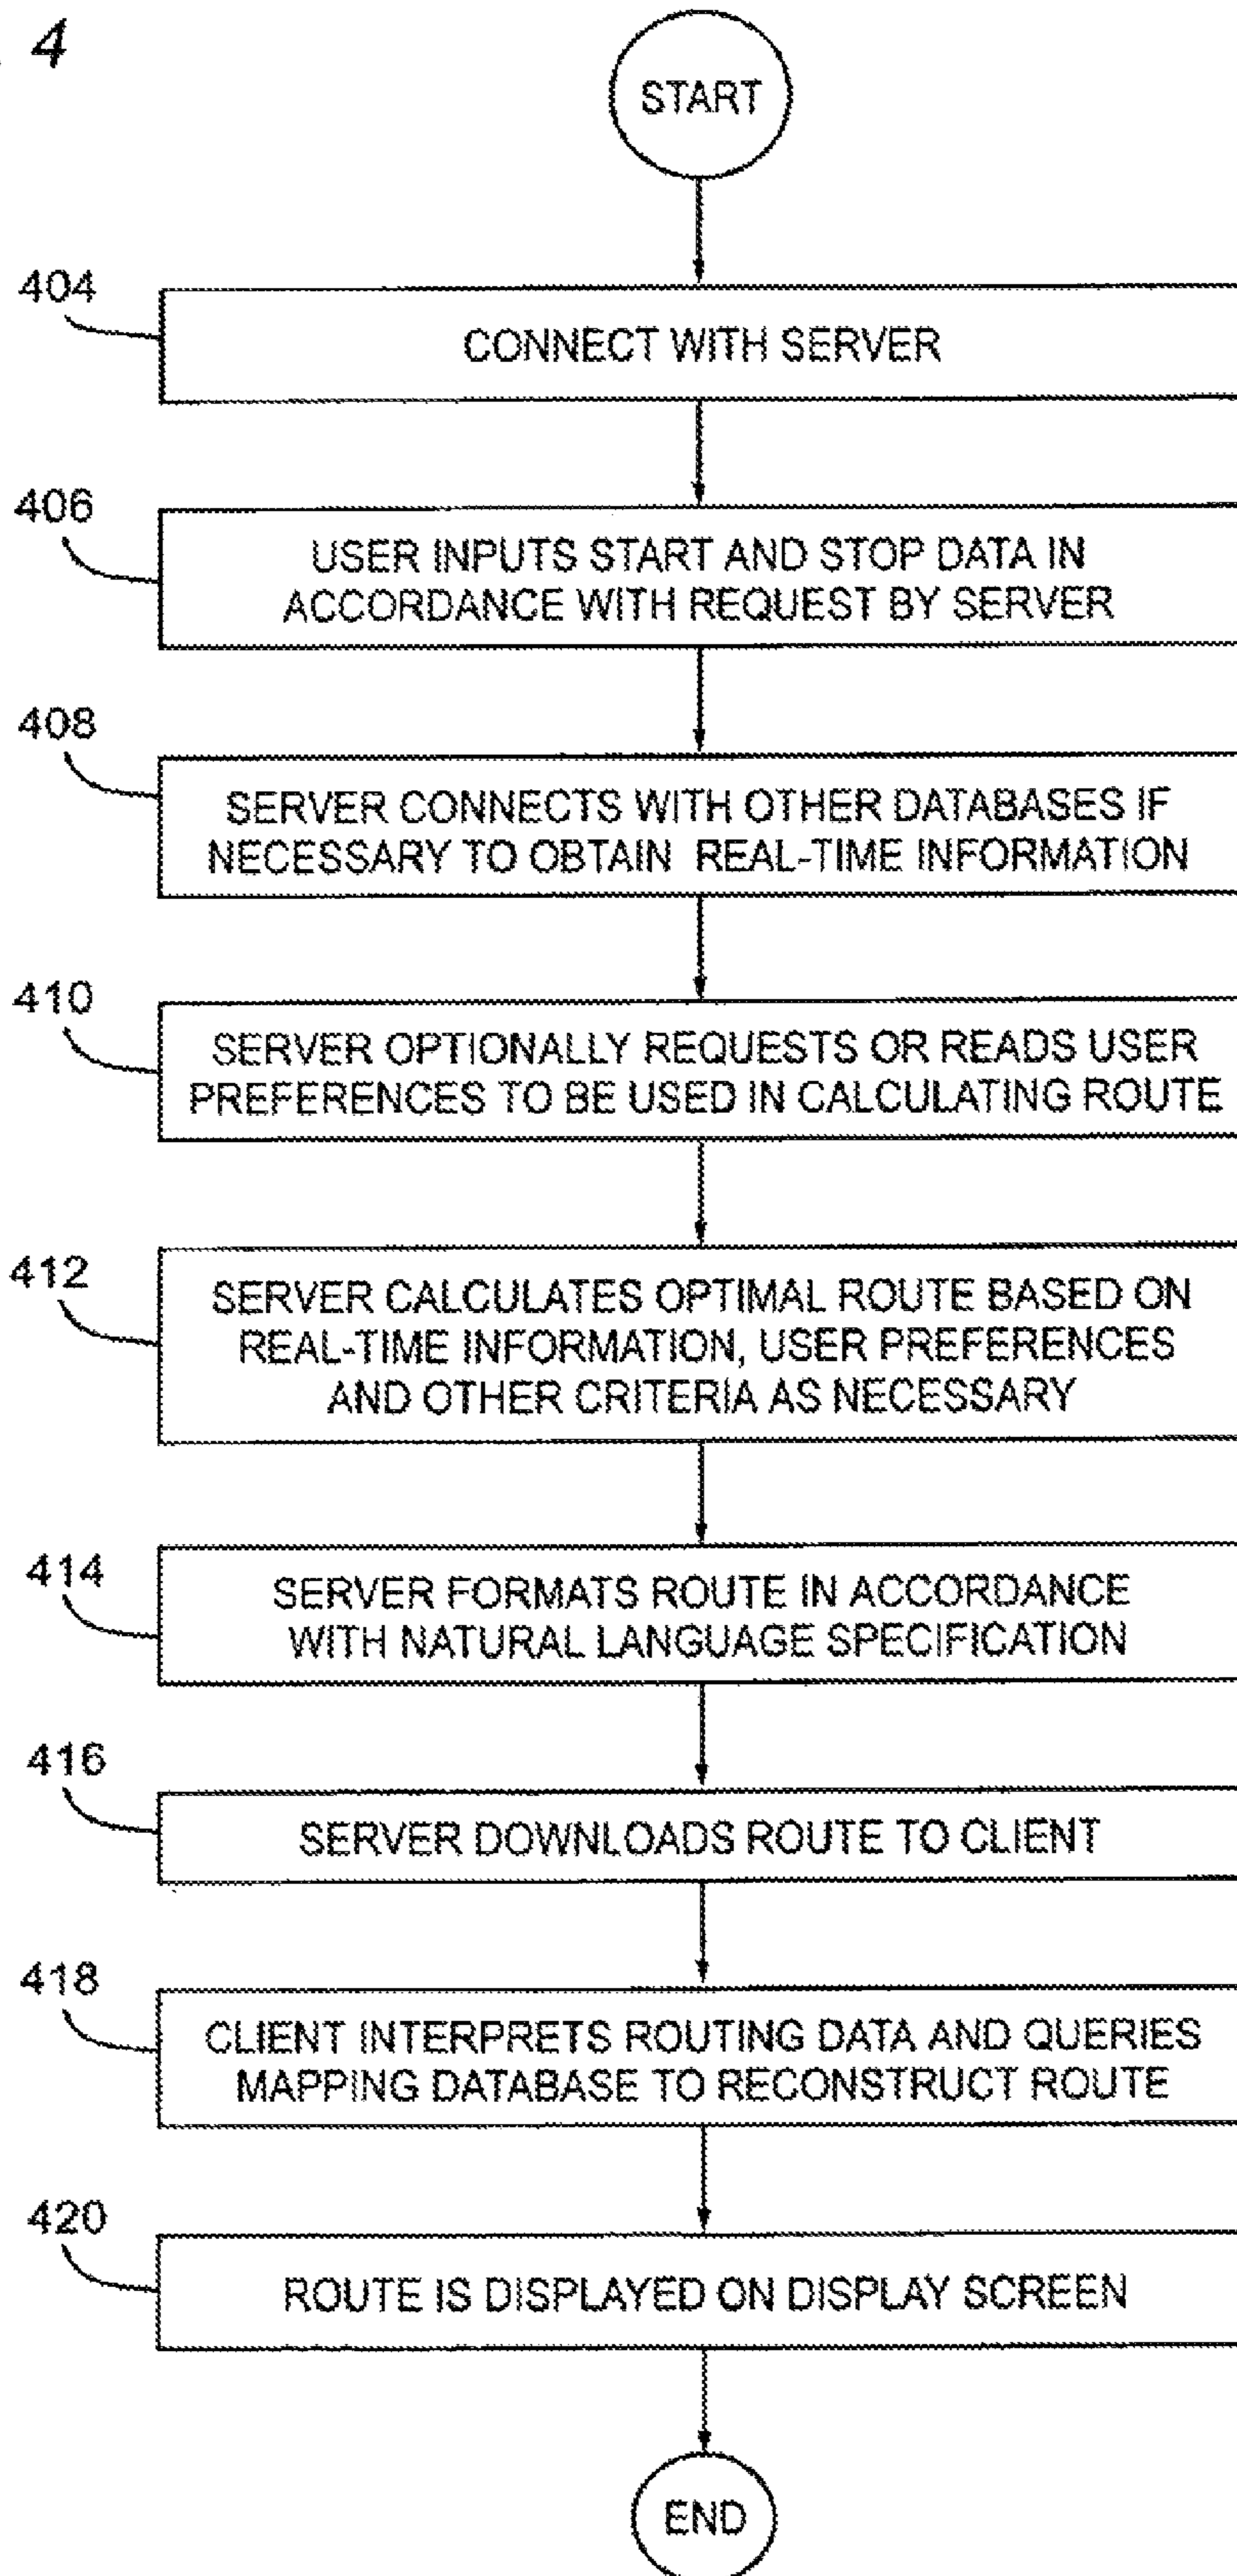 4
START
404
CONNECT WITH SERVER
406
USER INPUTS START AND STOP DATA IN
ACCORDANCE WITH REQUEST BY SERVER
408
SERVER CONNECTS WITH OTHER DATABASES IF
NECESSARY TO OBTAIN REAL-TIME INFORMATION
410
SERVER OPTIONALLY REQUESTS OR READS USER
PREFERENCES TO BE USED IN CALCULATING ROUTE
412
SERVER CALCULATES OPTIMAL ROUTE BASED ON
REAL-TIME INFORMATION, USER PREFERENCES
AND OTHER CRITERIA AS NECESSARY
414
SERVER FORMATS ROUTE IN ACCORDANCE
WITH NATURAL LANGUAGE SPECIFICATION
416
SERVER DOWNLOADS ROUTE TO CLIENT
418
CLIENT INTERPRETS ROUTING DATA AND QUERIES
MAPPING DATABASE TO RECONSTRUCT ROUTE
420
ROUTE IS DISPLAYED ON DISPLAY SCREEN
END